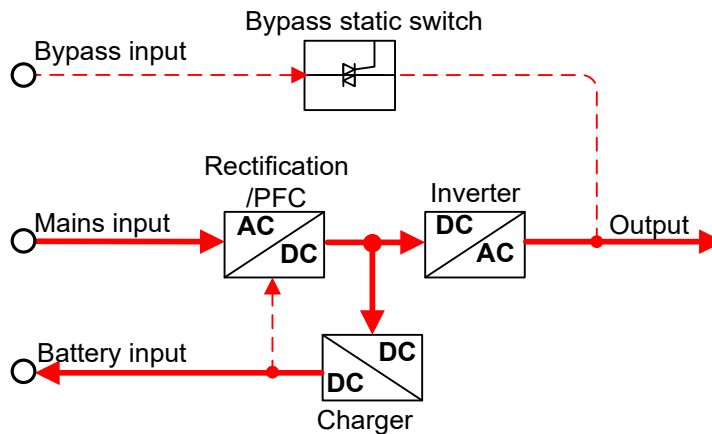 Bypass static switch
Bypass input
Rectification
/PFC
Inverter
Mains input
AC
DC
DC
AC
Output
Battery input
DC
DC
Charger